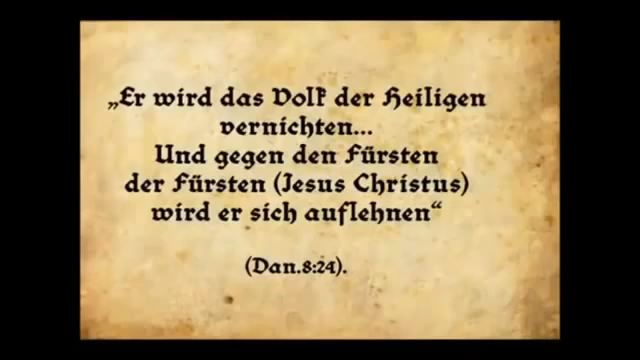 „Er wird das Volk der Heiligen
vernichten...
Und gegen den Fürsten
der Fürsten (Jesus Christus)
wird er sich auflehnen“
(Dan.8:24).